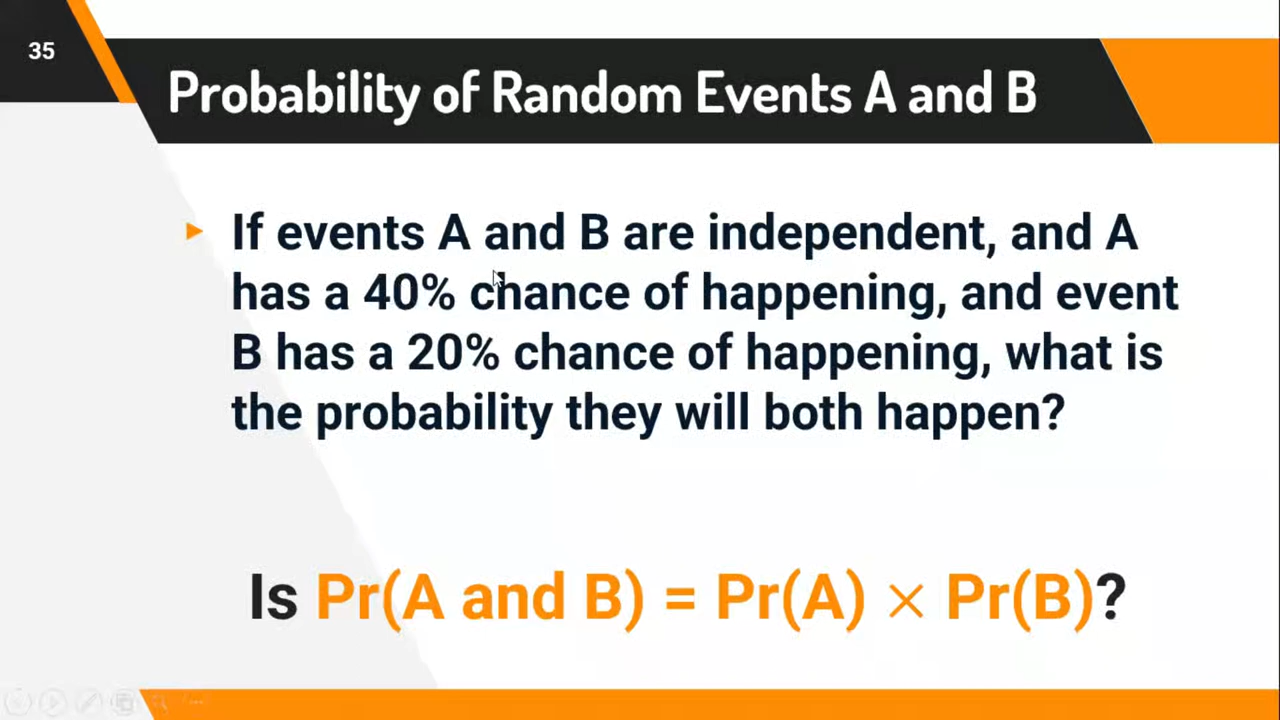 35
Probability of Random Events A and B
If events A and B are independent, and A
has a 40% chance of happening, and event
B has a 20% chance of happening, what is
the probability they will both happen?
Is Pr(A and B) = Pr(A) × Pr(B)?